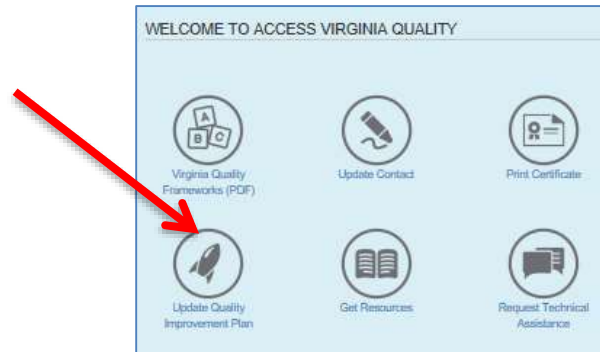 WELCOME TO ACCESS VIRGINIA QUALITY
A
B C
Virginia Quality
Frameworks (PDF)
Update Contact
Print Certificate
Update Quality
Improvement Plan
Get Resources
Request Technical
Assistance